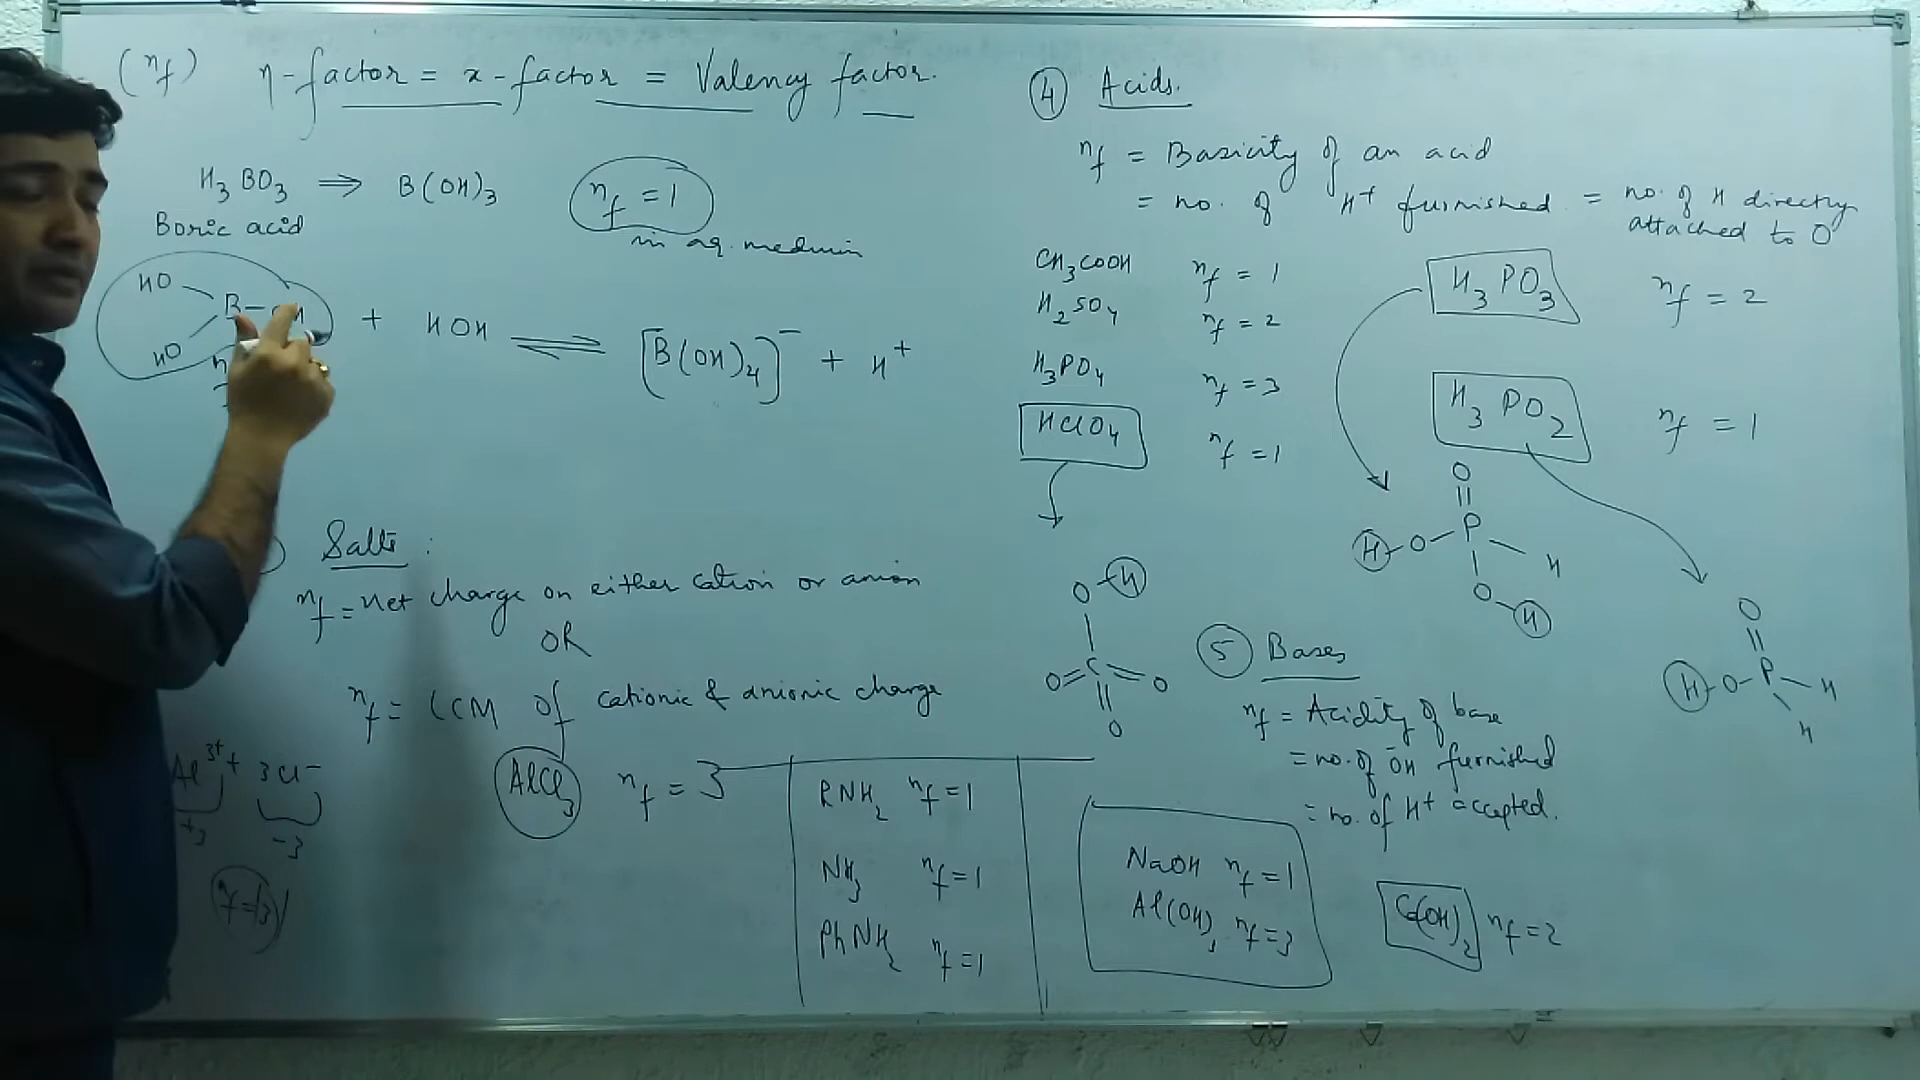 (nf) η-factor = x-factor = Valency factor.
H3BO3 ⟹ B(OH)3 nf = 1
Boric acid in aq. medium
HO
B–OH + HOH ⇌ [B(OH)4]⁻ + H⁺
HO
Salts :
nf = Net charge on either cation or anion
OR
nf = LCM of cationic & anionic charge
Al3+ + 3Cl⁻ AlCl3 nf = 3
+3 -3
nf=3
RNH2 nf=1
NH3 nf=1
PhNH2 nf=1
④ Acids.
nf = Basicity of an acid
= no. of H⁺ furnished = no. of H directly
attached to O
CH3COOH nf = 1
H2SO4 nf = 2
H3PO4 nf = 3
HClO4 nf = 1
H3PO3 nf = 2
H3PO2 nf = 1
O
H–O–P–H
O–H
O
H–O–P–H
H
O–H
O=Cl=O
O
⑤ Bases
nf = Acidity of base
= no. of OH furnished
= no. of H⁺ accepted.
NaOH nf=1
Al(OH)3 nf=3
(OH)2 nf=2